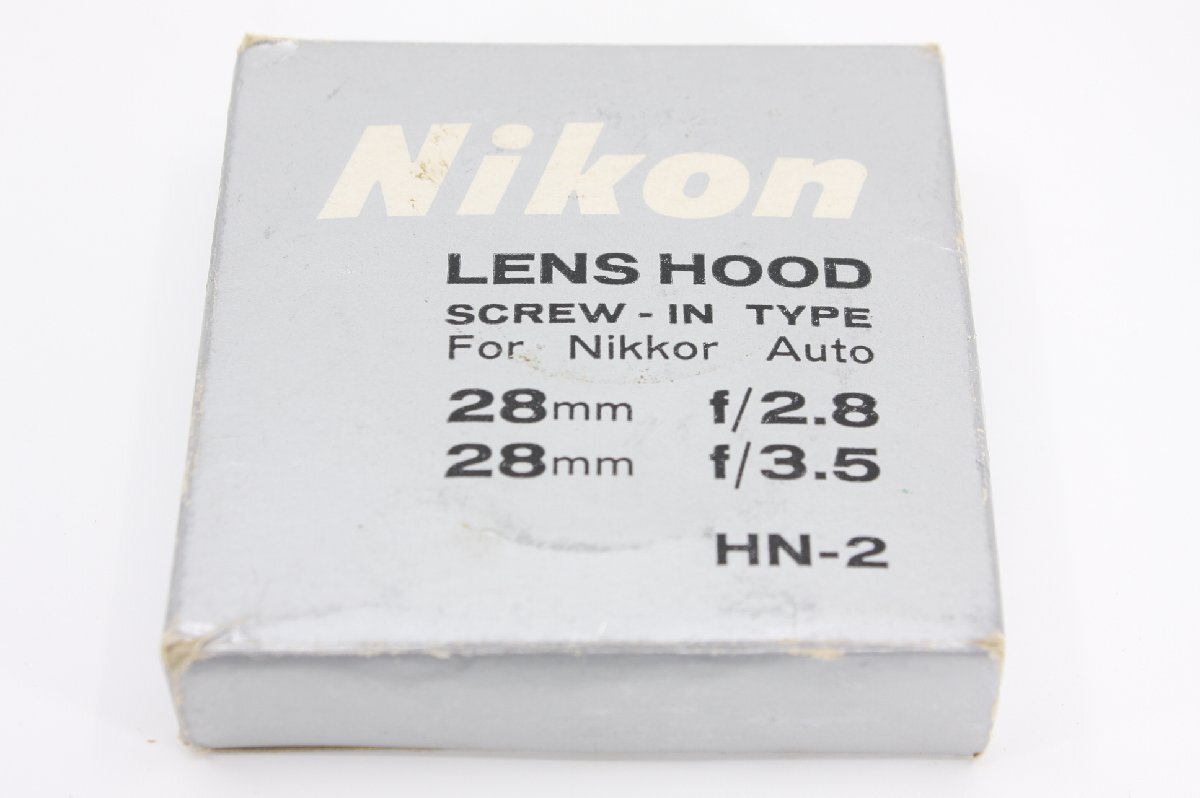 Nikon
LENS HOOD
SCREW - IN TYPE
For Nikkor Auto
28mm f/2.8
28mm f/3.5
HN-2